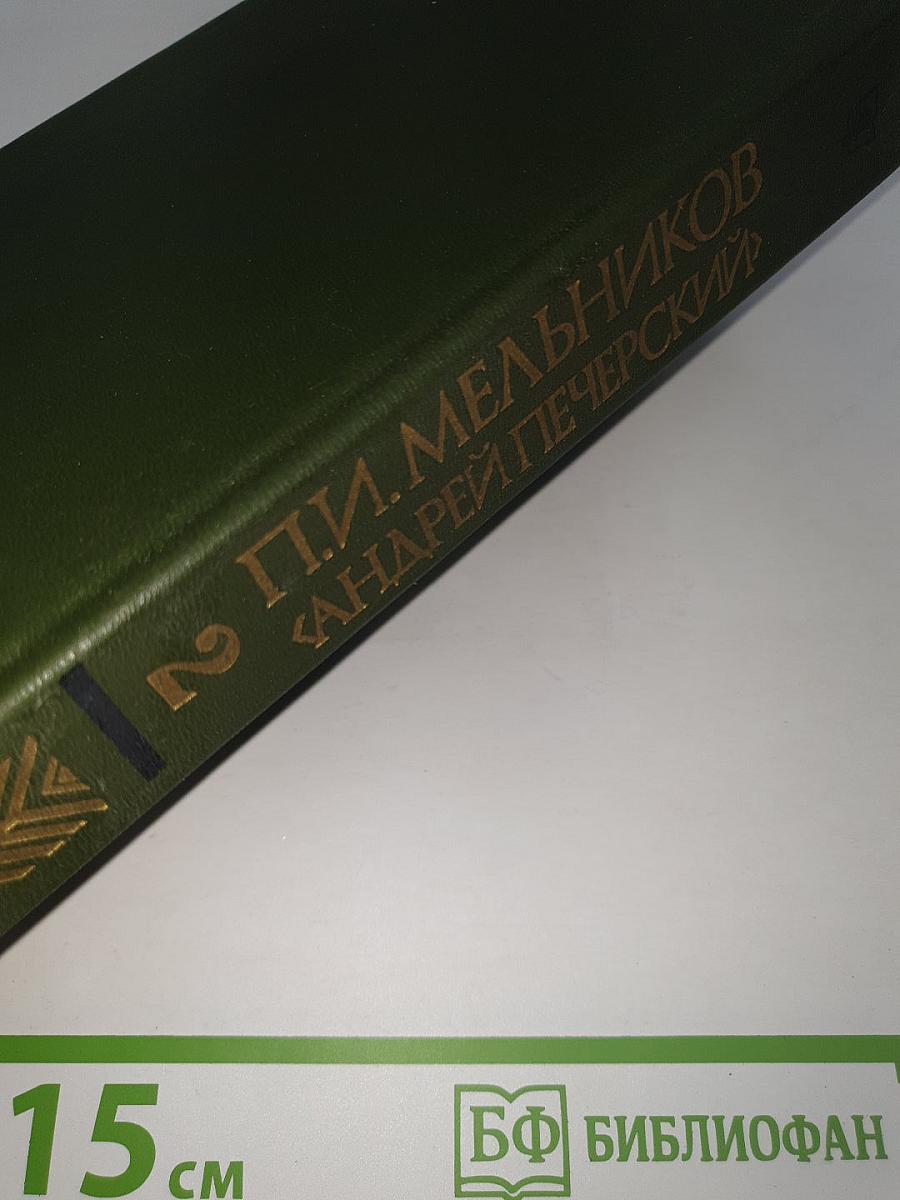 П.И. МЕЛЬНИКОВ
‹АНДРЕЙ ПЕЧЕРСКИЙ›
2
15 см
БФ БИБЛИОФАН